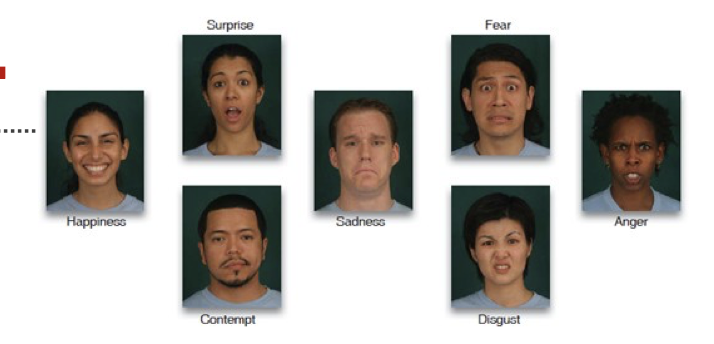 Surprise
Fear
Happiness
Sadness
Anger
Contempt
Disgust